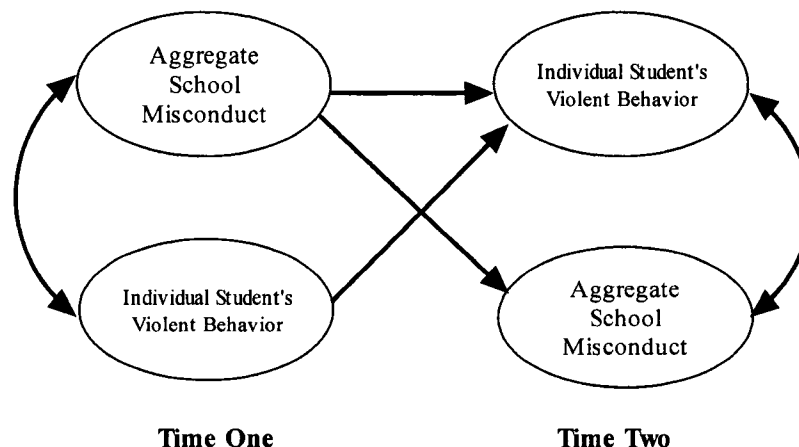 Aggregate
School
Misconduct
Individual Student's
Violent Behavior
Individual Student's
Violent Behavior
Aggregate
School
Misconduct
Time One
Time Two